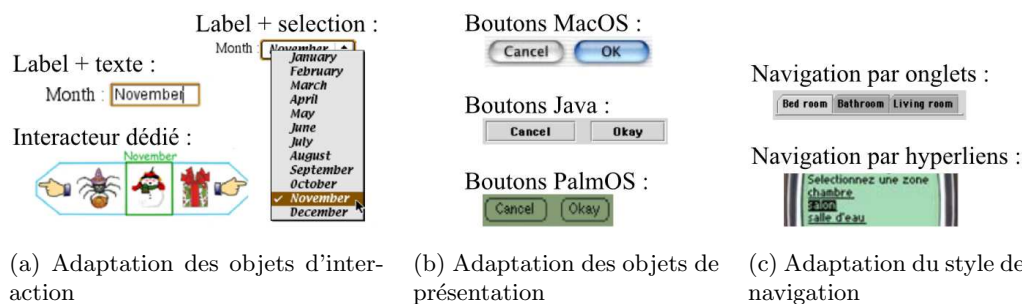 Label + selection :
Month : November
January
February
March
April
May
June
July
August
September
October
✓ November
December
Label + texte :
Month : November
Interacteur dédié :
November
(a) Adaptation des objets d'inter-
action
Boutons MacOS :
Cancel OK
Boutons Java :
Cancel Okay
Boutons PalmOS :
Cancel Okay
(b) Adaptation des objets de
présentation
Navigation par onglets :
Bed room Bathroom Living room
Navigation par hyperliens :
Selectionnez une zone
chambre
salon
salle d'eau
(c) Adaptation du style de
navigation